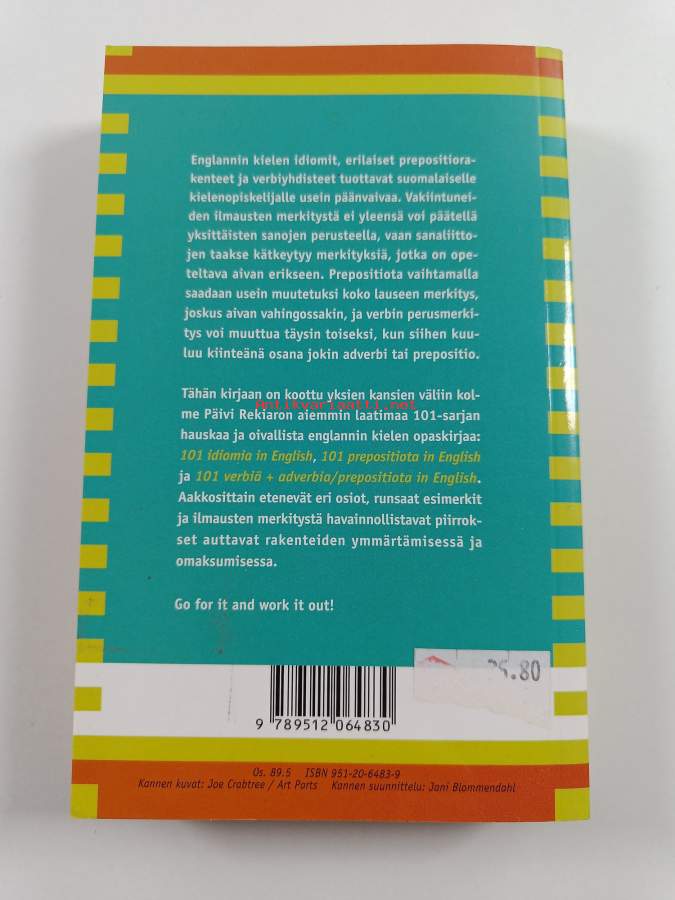 Englannin kielen idiomit, erilaiset prepositiora-
kenteet ja verbiyhdisteet tuottavat suomalaiselle
kielenopiskelijalle usein päänvaivaa. Vakiintunei-
den ilmausten merkitystä ei yleensä voi päätellä
yksittäisten sanojen perusteella, vaan sanaliitto-
jen taakse kätkeytyy merkityksiä, jotka on ope-
teltava aivan erikseen. Prepositiota vaihtamalla
saadaan usein muutetuksi koko lauseen merkitys,
joskus aivan vahingossakin, ja verbin perusmerki-
tys voi muuttua täysin toiseksi, kun siihen kuu-
luu kiinteänä osana jokin adverbi tai prepositio.
Tähän kirjaan on koottu yksien kansien väliin kol-
Antikvariaatti.net
me Päivi Rekiaron aiemmin laatimaa 101-sarjan
hauskaa ja oivallista englannin kielen opaskirjaa:
101 idiomia in English, 101 prepositiota in English
ja 101 verbiä + adverbia/prepositiota in English.
Aakkosittain etenevät eri osiot, runsaat esimerkit
ja ilmausten merkitystä havainnollistavat piirrok-
set auttavat rakenteiden ymmärtämisessä ja
omaksumisessa.
Go for it and work it out!
9 789512 064830
Os. 89.5 ISBN 951-20-6483-9
Kannen kuvat: Joe Crabtree / Art Parts Kannen suunnittelu: Jani Blommendahl